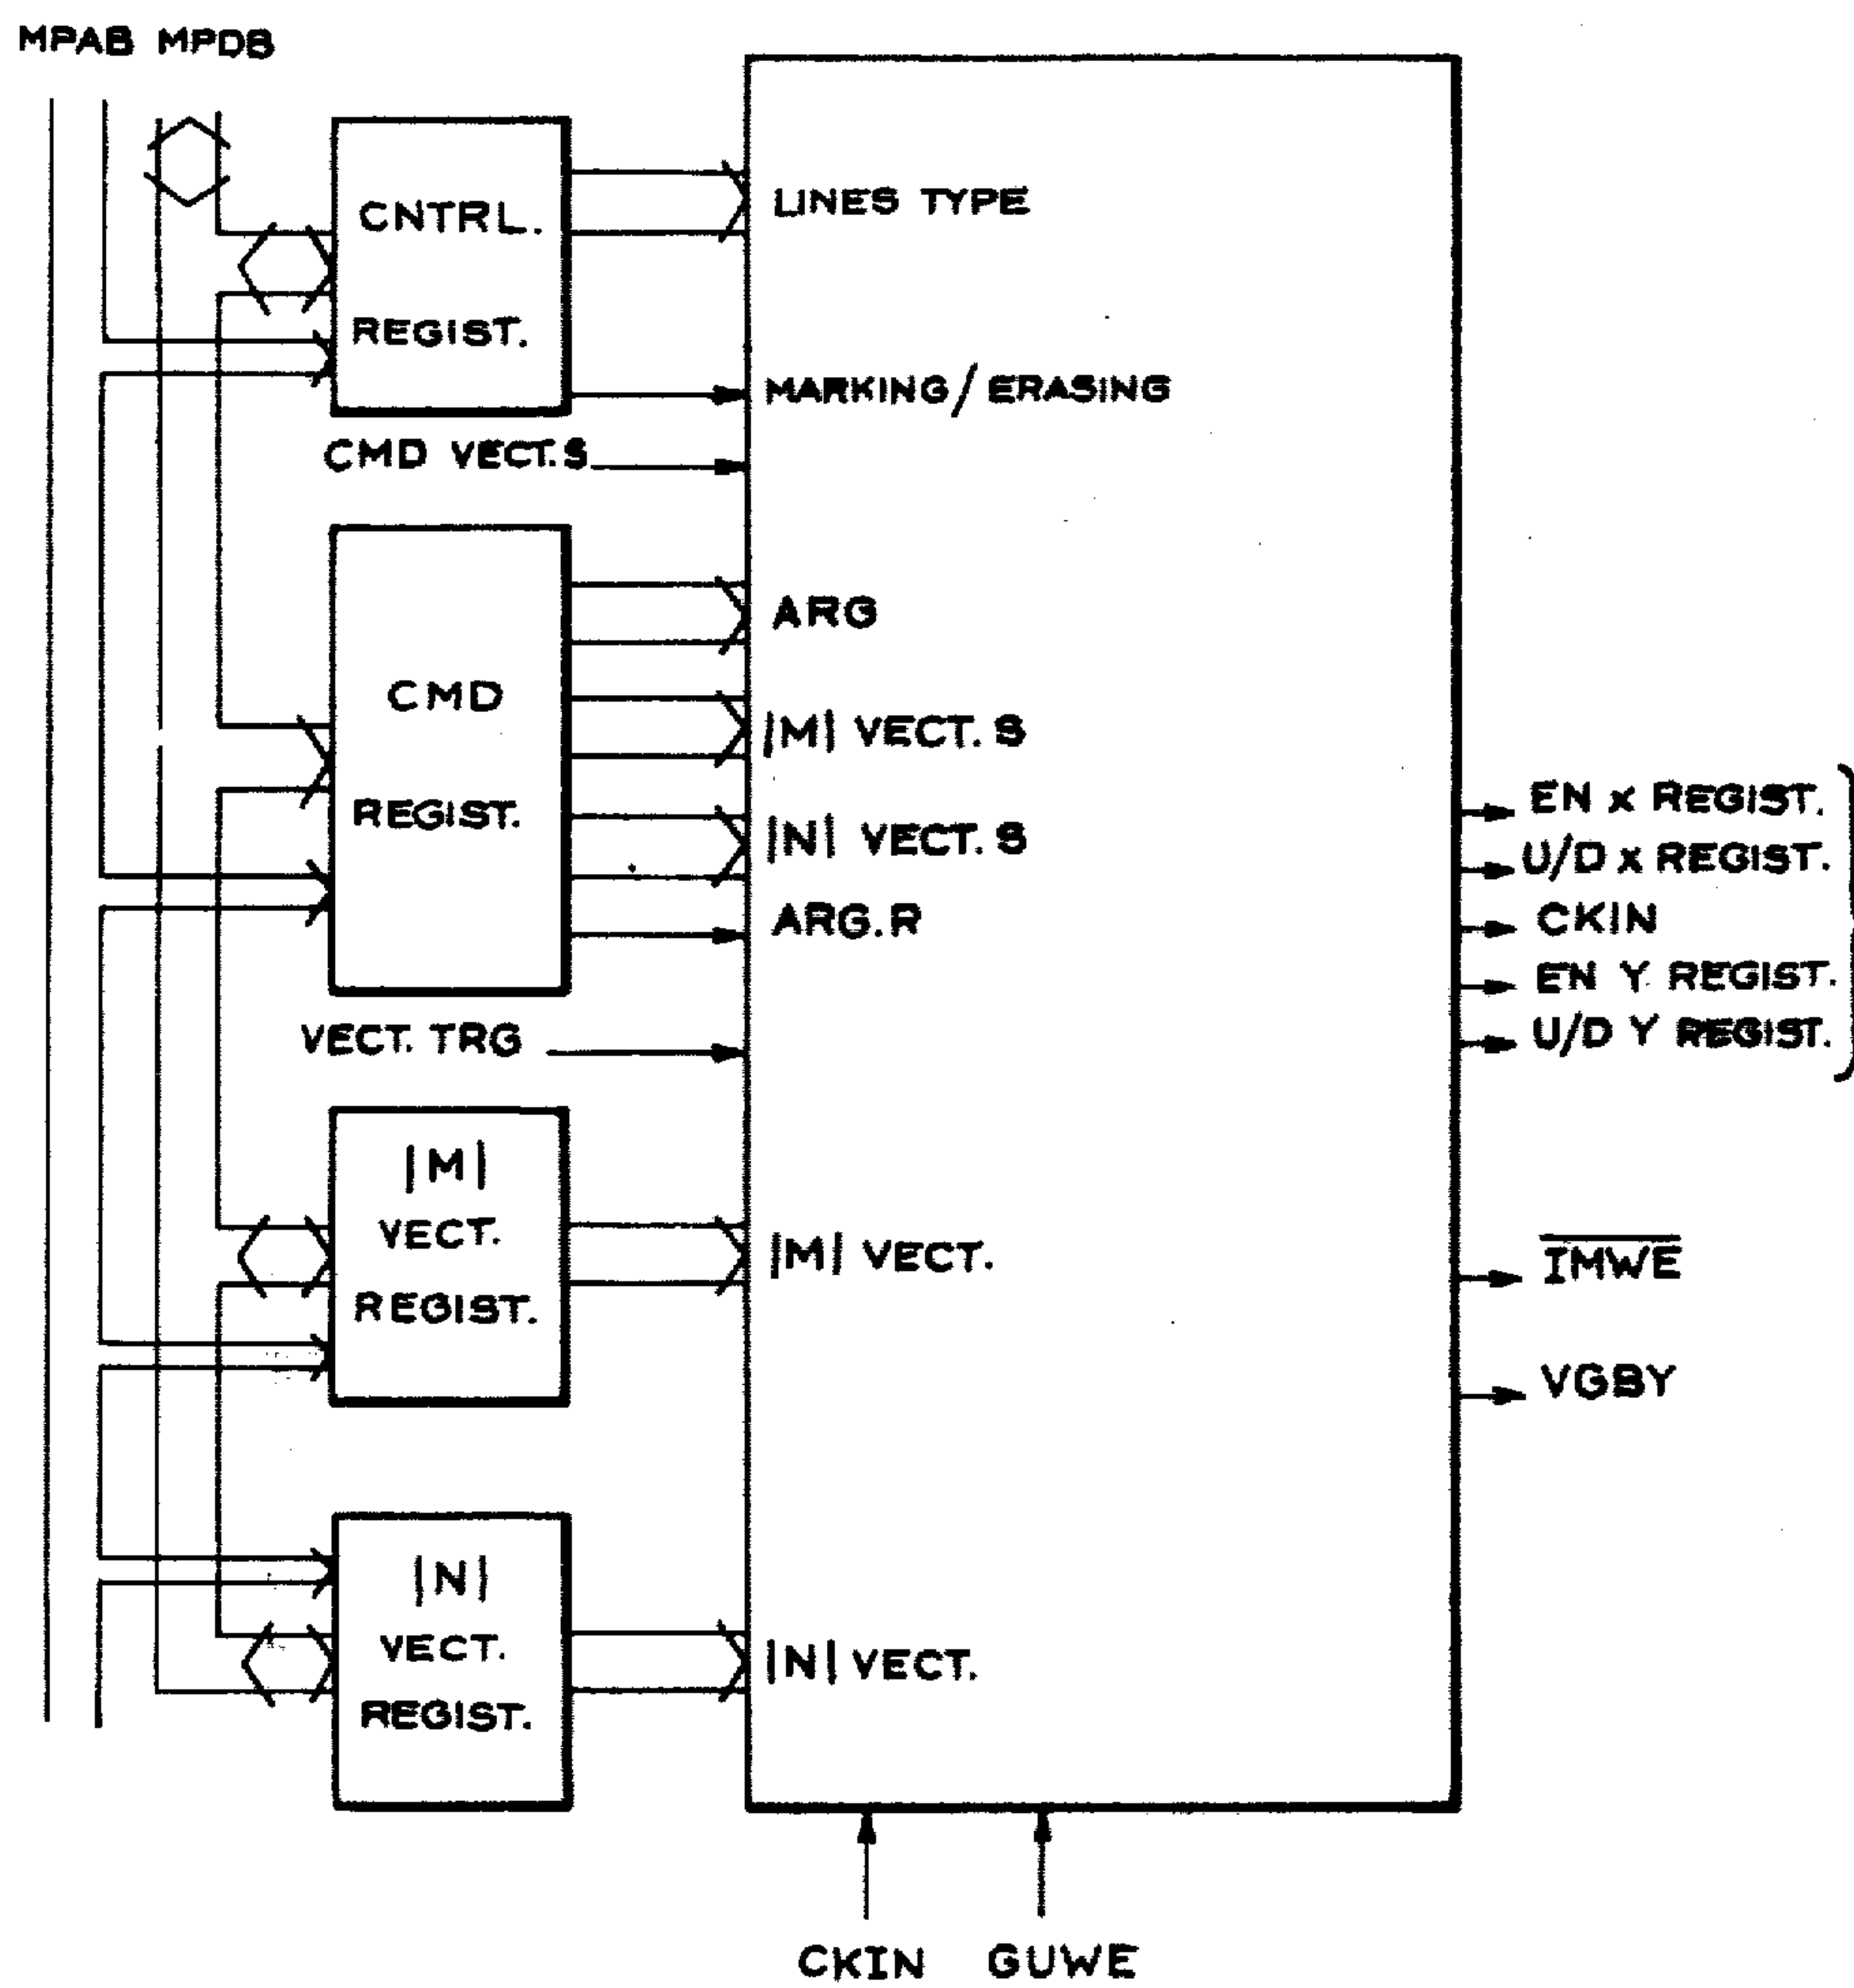 MPAB MPDB
CNTRL.
REGIST.
LINES TYPE
MARKING/ERASING
CMD VECT.S
CMD
REGIST.
ARG
|M| VECT. S
|N| VECT. S
ARG.R
VECT. TRG
|M|
VECT.
REGIST.
|M| VECT.
|N|
VECT.
REGIST.
|N| VECT.
EN x REGIST.
U/D x REGIST.
CKIN
EN Y REGIST.
U/D Y REGIST.
I̅M̅W̅E̅
VGBY
CKIN GUWE